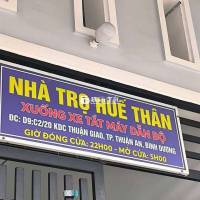 NHÀ TRỌ HUÊ THÂN
XUỐNG XE TẮT MÁY DẪN BỘ
ĐC: D9:C2/20 KDC THUẬN GIAO, TP. THUẬN AN, BÌNH DƯƠNG
GIỜ ĐÓNG CỬA: 22H00 - MỞ CỬA: 5H00